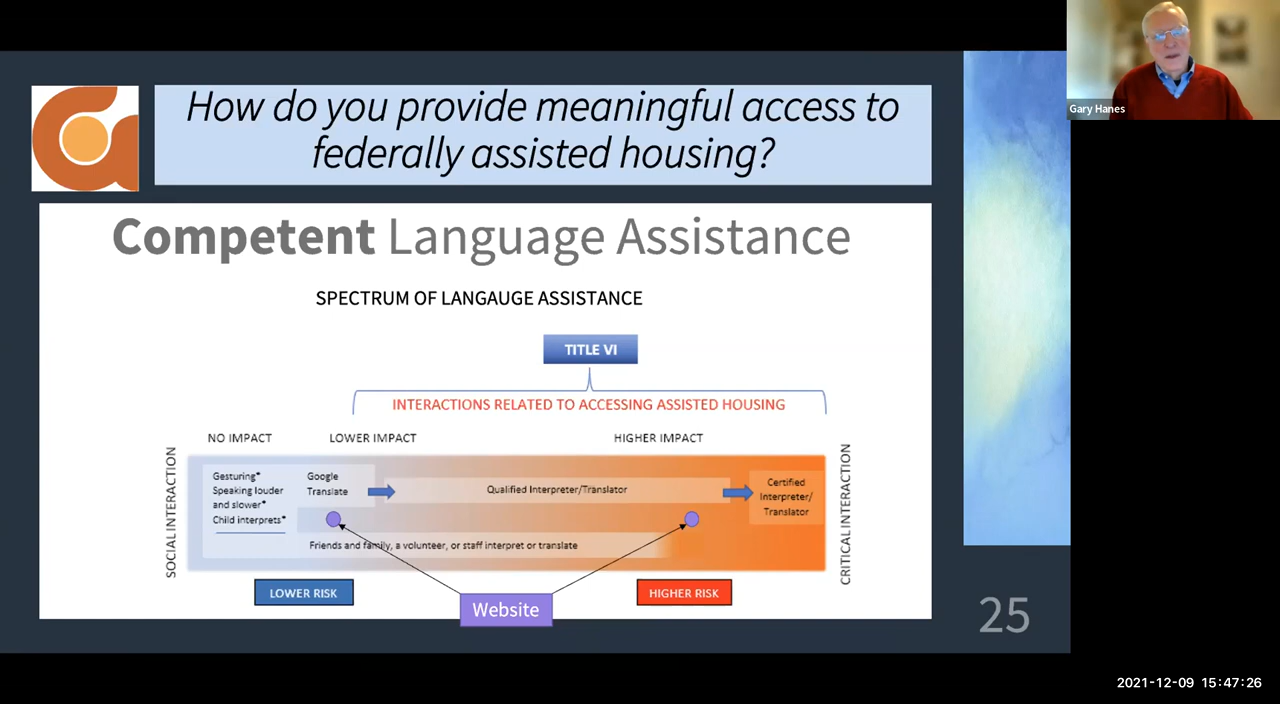 How do you provide meaningful access to
federally assisted housing?
Gary Hanes
Competent Language Assistance
SPECTRUM OF LANGAUGE ASSISTANCE
TITLE VI
INTERACTIONS RELATED TO ACCESSING ASSISTED HOUSING
NO IMPACT
LOWER IMPACT
HIGHER IMPACT
SOCIAL INTERACTION
Gesturing*
Speaking louder
and slower*
Child interprets*
Google
Translate
Qualified Interpreter/Translator
Certified
Interpreter/
Translator
CRITICAL INTERACTION
Friends and family, a volunteer, or staff interpret or translate
LOWER RISK
HIGHER RISK
Website
25
2021-12-09 15:47:26